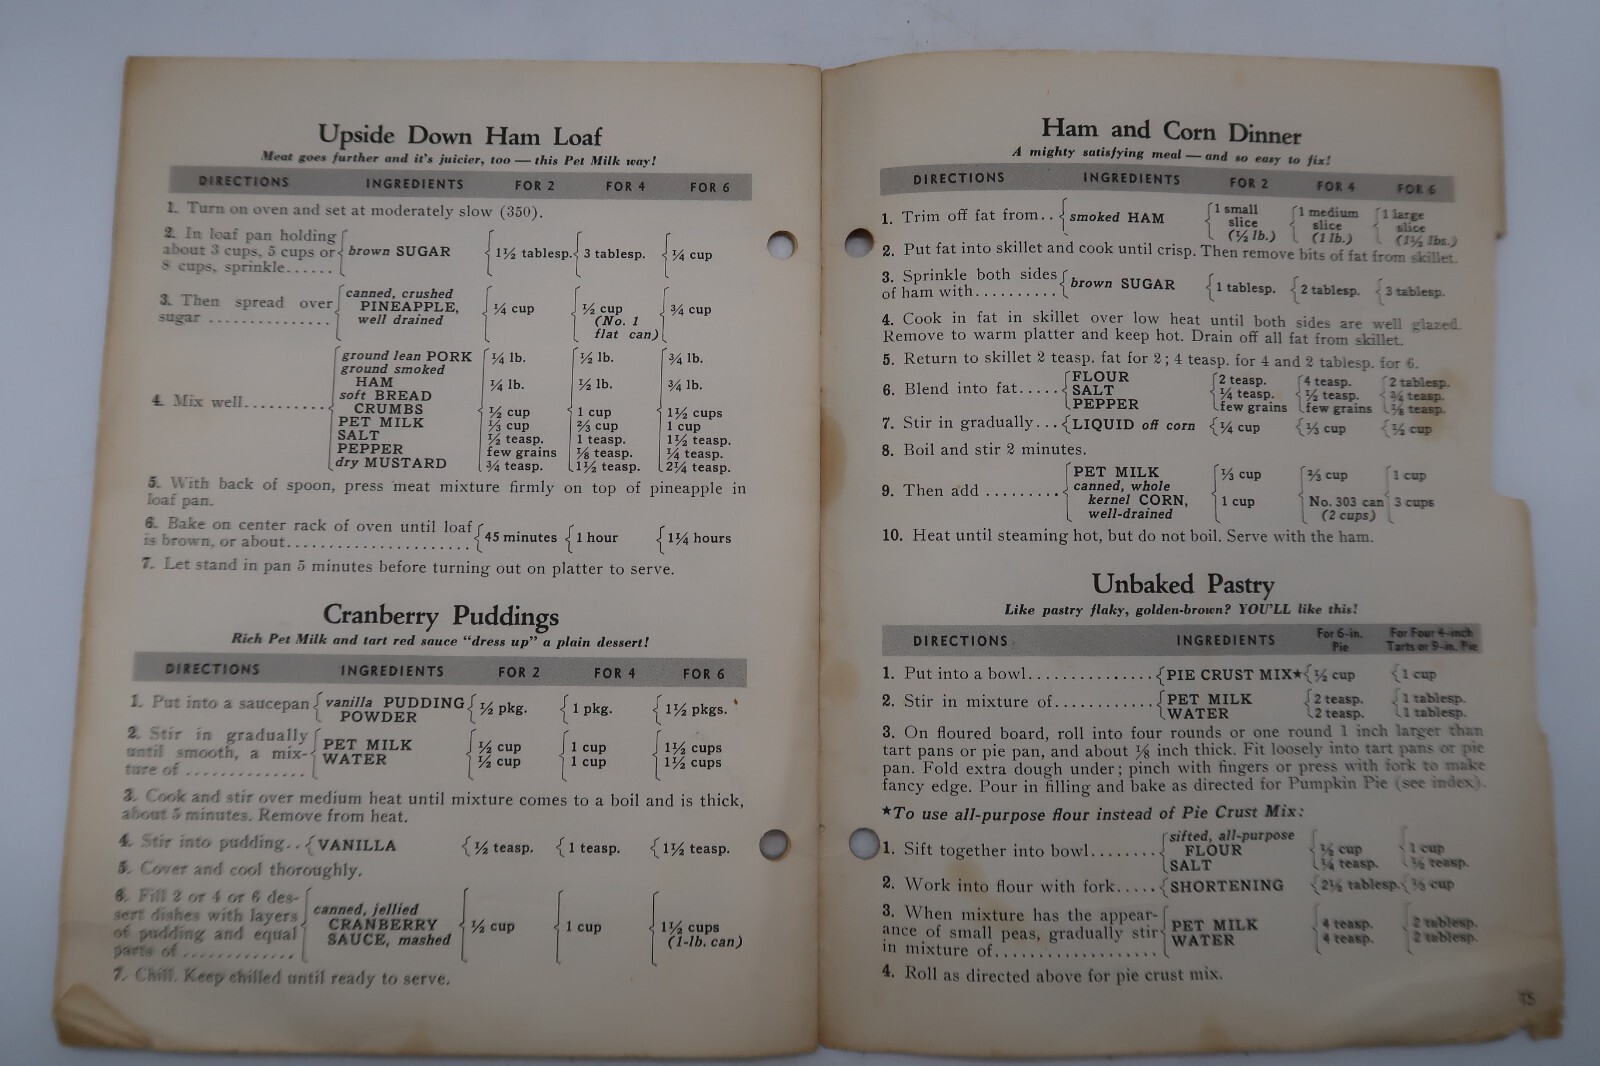 Upside Down Ham Loaf
Meat goes further and it's juicier, too — this Pet Milk way!
DIRECTIONS INGREDIENTS FOR 2 FOR 4 FOR 6
1. Turn on oven and set at moderately slow (350).
2. In loaf pan holding
about 3 cups, 5 cups or brown SUGAR 1½ tablesp. 3 tablesp. ¼ cup
8 cups, sprinkle......
3. Then spread over canned, crushed
PINEAPPLE, ¼ cup ½ cup ¾ cup
sugar ............... well drained (No. 1
flat can)
ground lean PORK ¼ lb. ½ lb. ¾ lb.
ground smoked
HAM ¼ lb. ½ lb. ¾ lb.
soft BREAD
4. Mix well.......... CRUMBS ½ cup 1 cup 1½ cups
PET MILK ⅓ cup ⅔ cup 1 cup
SALT ½ teasp. 1 teasp. 1½ teasp.
PEPPER few grains ⅛ teasp. ¼ teasp.
dry MUSTARD ¾ teasp. 1½ teasp. 2¼ teasp.
5. With back of spoon, press meat mixture firmly on top of pineapple in
loaf pan.
6. Bake on center rack of oven until loaf
is brown, or about...................... 45 minutes 1 hour 1¼ hours
7. Let stand in pan 5 minutes before turning out on platter to serve.
Cranberry Puddings
Rich Pet Milk and tart red sauce "dress up" a plain dessert!
DIRECTIONS INGREDIENTS FOR 2 FOR 4 FOR 6
1. Put into a saucepan vanilla PUDDING ½ pkg. 1 pkg. 1½ pkgs.
POWDER
2. Stir in gradually
until smooth, a mix- PET MILK ½ cup 1 cup 1½ cups
ture of .............. WATER ½ cup 1 cup 1½ cups
3. Cook and stir over medium heat until mixture comes to a boil and is thick,
about 5 minutes. Remove from heat.
4. Stir into pudding.. VANILLA ½ teasp. 1 teasp. 1½ teasp.
5. Cover and cool thoroughly.
6. Fill 2 or 4 or 6 des-
sert dishes with layers canned, jellied
of pudding and equal CRANBERRY ½ cup 1 cup 1½ cups
parts of ............. SAUCE, mashed (1-lb. can)
7. Chill. Keep chilled until ready to serve.
Ham and Corn Dinner
A mighty satisfying meal — and so easy to fix!
DIRECTIONS INGREDIENTS FOR 2 FOR 4 FOR 6
1. Trim off fat from.. smoked HAM 1 small 1 medium 1 large
slice slice slice
(½ lb.) (1 lb.) (1½ lbs.)
2. Put fat into skillet and cook until crisp. Then remove bits of fat from skillet.
3. Sprinkle both sides
of ham with.......... brown SUGAR 1 tablesp. 2 tablesp. 3 tablesp.
4. Cook in fat in skillet over low heat until both sides are well glazed.
Remove to warm platter and keep hot. Drain off all fat from skillet.
5. Return to skillet 2 teasp. fat for 2; 4 teasp. for 4 and 2 tablesp. for 6.
FLOUR 2 teasp. 4 teasp. 2 tablesp.
6. Blend into fat..... SALT ¼ teasp. ½ teasp. ¾ teasp.
PEPPER few grains few grains ⅛ teasp.
7. Stir in gradually... LIQUID off corn ¼ cup ⅓ cup ½ cup
8. Boil and stir 2 minutes.
PET MILK ⅓ cup ⅔ cup 1 cup
9. Then add ......... canned, whole
kernel CORN, 1 cup No. 303 can 3 cups
well-drained (2 cups)
10. Heat until steaming hot, but do not boil. Serve with the ham.
Unbaked Pastry
Like pastry flaky, golden-brown? YOU'LL like this!
DIRECTIONS INGREDIENTS For 6-in. Pie For Four 4-inch Tarts or 9-in. Pie
1. Put into a bowl............... PIE CRUST MIX★ ½ cup 1 cup
2. Stir in mixture of............ PET MILK 2 teasp. 1 tablesp.
WATER 2 teasp. 1 tablesp.
3. On floured board, roll into four rounds or one round 1 inch larger than
tart pans or pie pan, and about ⅛ inch thick. Fit loosely into tart pans or pie
pan. Fold extra dough under; pinch with fingers or press with fork to make
fancy edge. Pour in filling and bake as directed for Pumpkin Pie (see index).
★To use all-purpose flour instead of Pie Crust Mix:
sifted, all-purpose
1. Sift together into bowl........ FLOUR cup 1 cup
SALT ¼ teasp. ½ teasp.
2. Work into flour with fork..... SHORTENING tablesp. ⅓ cup
3. When mixture has the appear-
ance of small peas, gradually stir PET MILK 4 teasp. 2 tablesp.
in mixture of................... WATER 4 teasp. 2 tablesp.
4. Roll as directed above for pie crust mix.
15